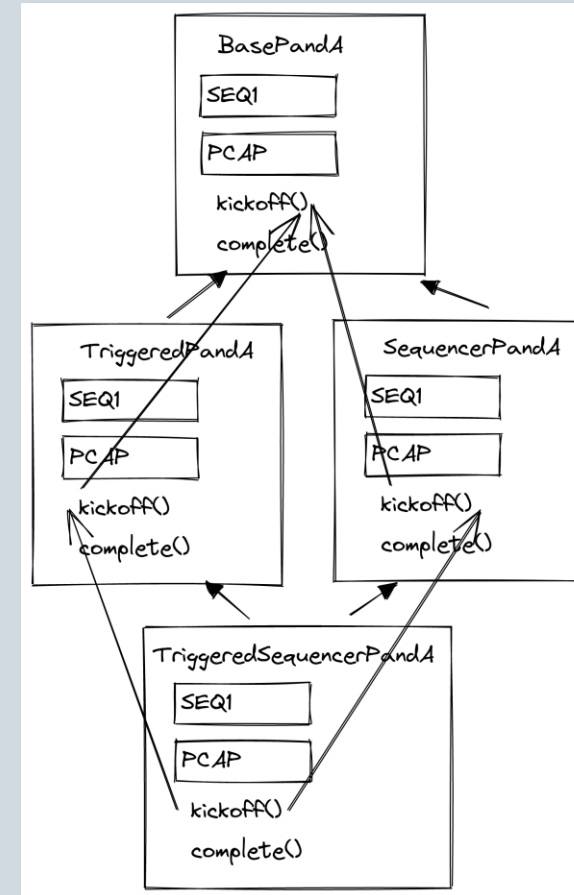 BasePandA
SEQ1
PCAP
kickoff()
complete()
TriggeredPandA
SEQ1
PCAP
kickoff()
complete()
SequencerPandA
SEQ1
PCAP
kickoff()
complete()
TriggeredSequencerPandA
SEQ1
PCAP
kickoff()
complete()